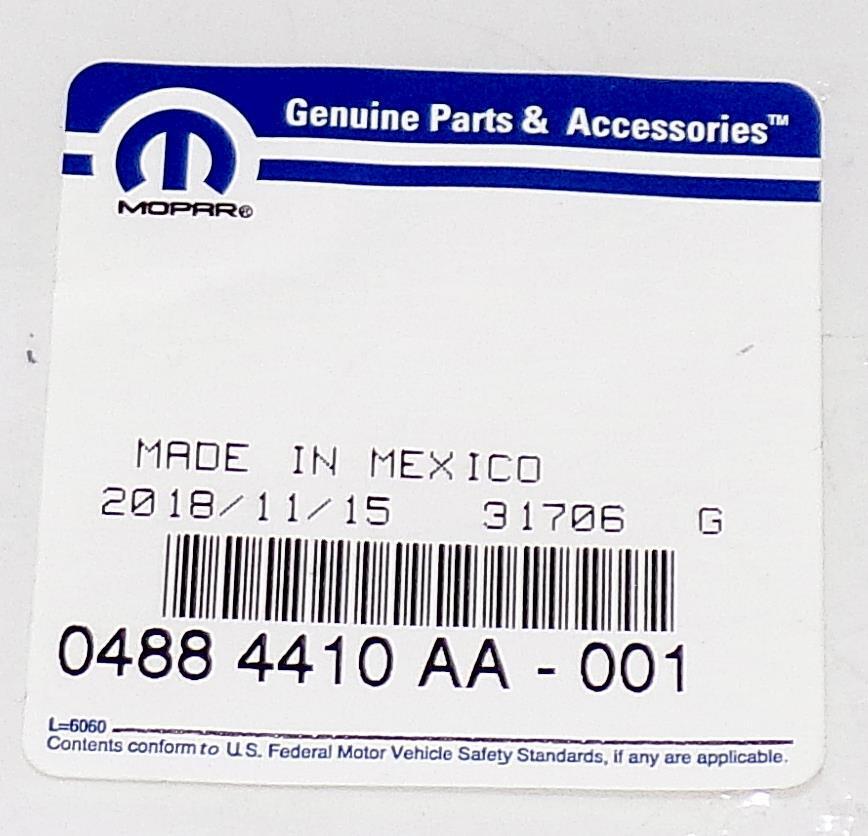 Genuine Parts & Accessories™
MOPAR®
MADE IN MEXICO
2018/11/15 31706 G
0488 4410 AA - 001
L=6060
Contents conform to U.S. Federal Motor Vehicle Safety Standards, if any are applicable.